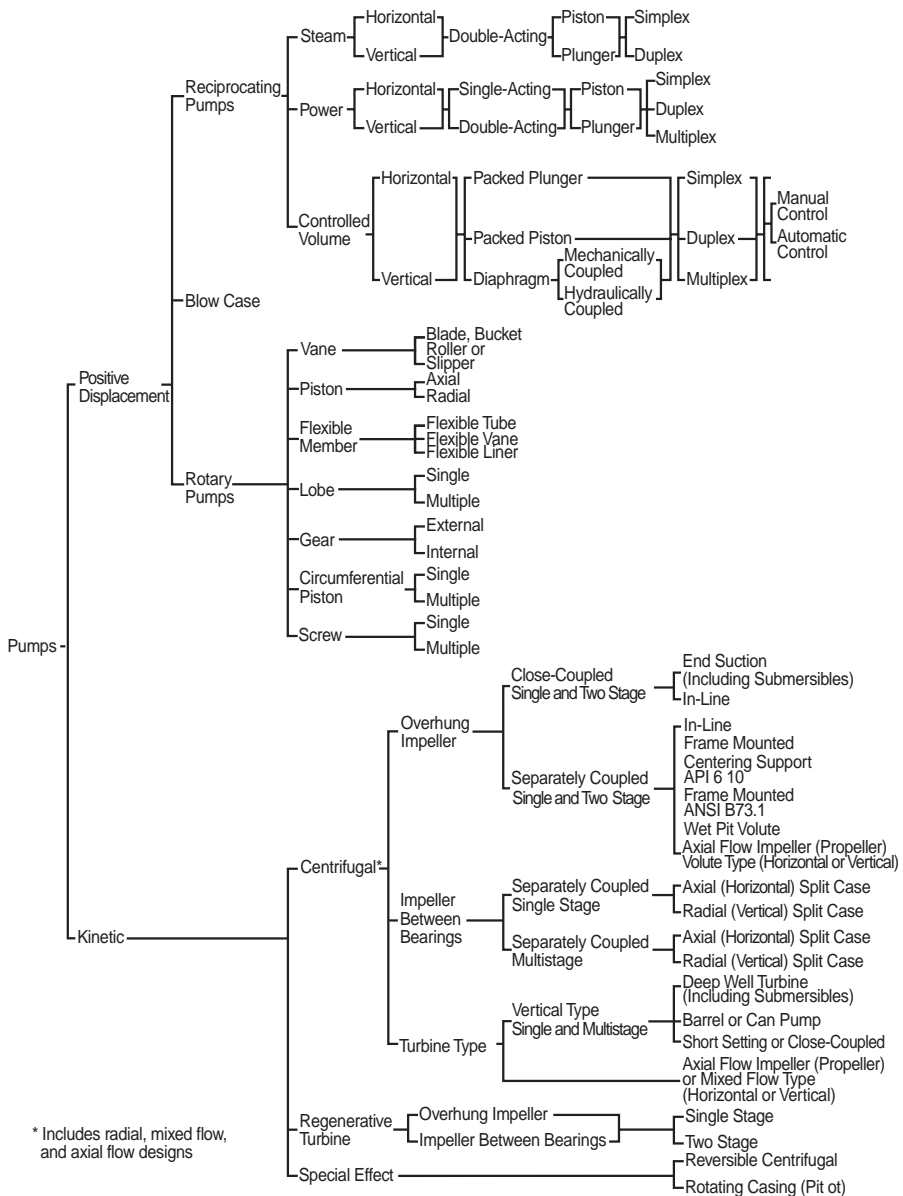 Pumps
Positive
Displacement
Reciprocating
Pumps
Steam
Horizontal
Vertical
Double-Acting
Piston
Plunger
Simplex
Duplex
Power
Horizontal
Vertical
Single-Acting
Double-Acting
Piston
Plunger
Simplex
Duplex
Multiplex
Controlled
Volume
Horizontal
Vertical
Packed Plunger
Packed Piston
Diaphragm
Mechanically
Coupled
Hydraulically
Coupled
Simplex
Duplex
Multiplex
Manual
Control
Automatic
Control
Blow Case
Rotary
Pumps
Vane
Blade, Bucket
Roller or
Slipper
Piston
Axial
Radial
Flexible
Member
Flexible Tube
Flexible Vane
Flexible Liner
Lobe
Single
Multiple
Gear
External
Internal
Circumferential
Piston
Single
Multiple
Screw
Single
Multiple
Kinetic
Centrifugal*
Overhung
Impeller
Close-Coupled
Single and Two Stage
End Suction
(Including Submersibles)
In-Line
Separately Coupled
Single and Two Stage
In-Line
Frame Mounted
Centering Support
API 6 10
Frame Mounted
ANSI B73.1
Wet Pit Volute
Axial Flow Impeller (Propeller)
Volute Type (Horizontal or Vertical)
Impeller
Between
Bearings
Separately Coupled
Single Stage
Axial (Horizontal) Split Case
Radial (Vertical) Split Case
Separately Coupled
Multistage
Axial (Horizontal) Split Case
Radial (Vertical) Split Case
Turbine Type
Vertical Type
Single and Multistage
Deep Well Turbine
(Including Submersibles)
Barrel or Can Pump
Short Setting or Close-Coupled
Axial Flow Impeller (Propeller)
or Mixed Flow Type
(Horizontal or Vertical)
Regenerative
Turbine
Overhung Impeller
Impeller Between Bearings
Single Stage
Two Stage
Special Effect
Reversible Centrifugal
Rotating Casing (Pit ot)
* Includes radial, mixed flow,
and axial flow designs